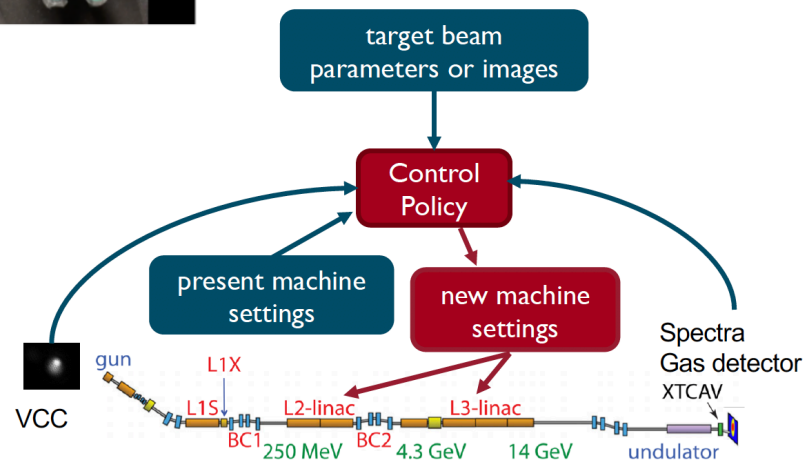 target beam
parameters or images
Control
Policy
present machine
settings
new machine
settings
Spectra
Gas detector
XTCAV
gun
L1X
VCC
L1S
L2-linac
L3-linac
BC1
BC2
250 MeV
4.3 GeV
14 GeV
undulator